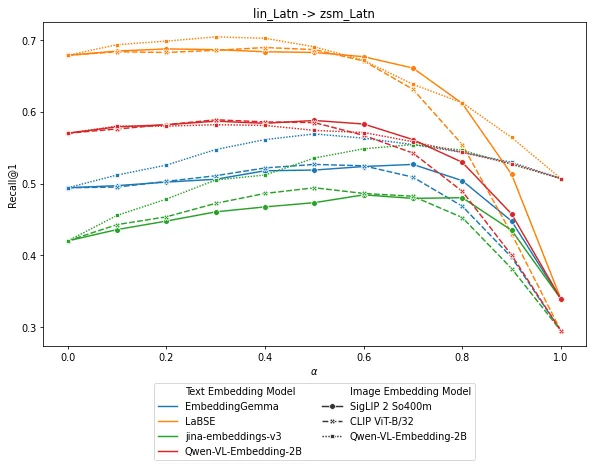 lin_Latn -> zsm_Latn
Recall@1
0.7
0.6
0.5
0.4
0.3
0.0 0.2 0.4 0.6 0.8 1.0
α
Text Embedding Model Image Embedding Model
EmbeddingGemma SigLIP 2 So400m
LaBSE CLIP ViT-B/32
jina-embeddings-v3 Qwen-VL-Embedding-2B
Qwen-VL-Embedding-2B